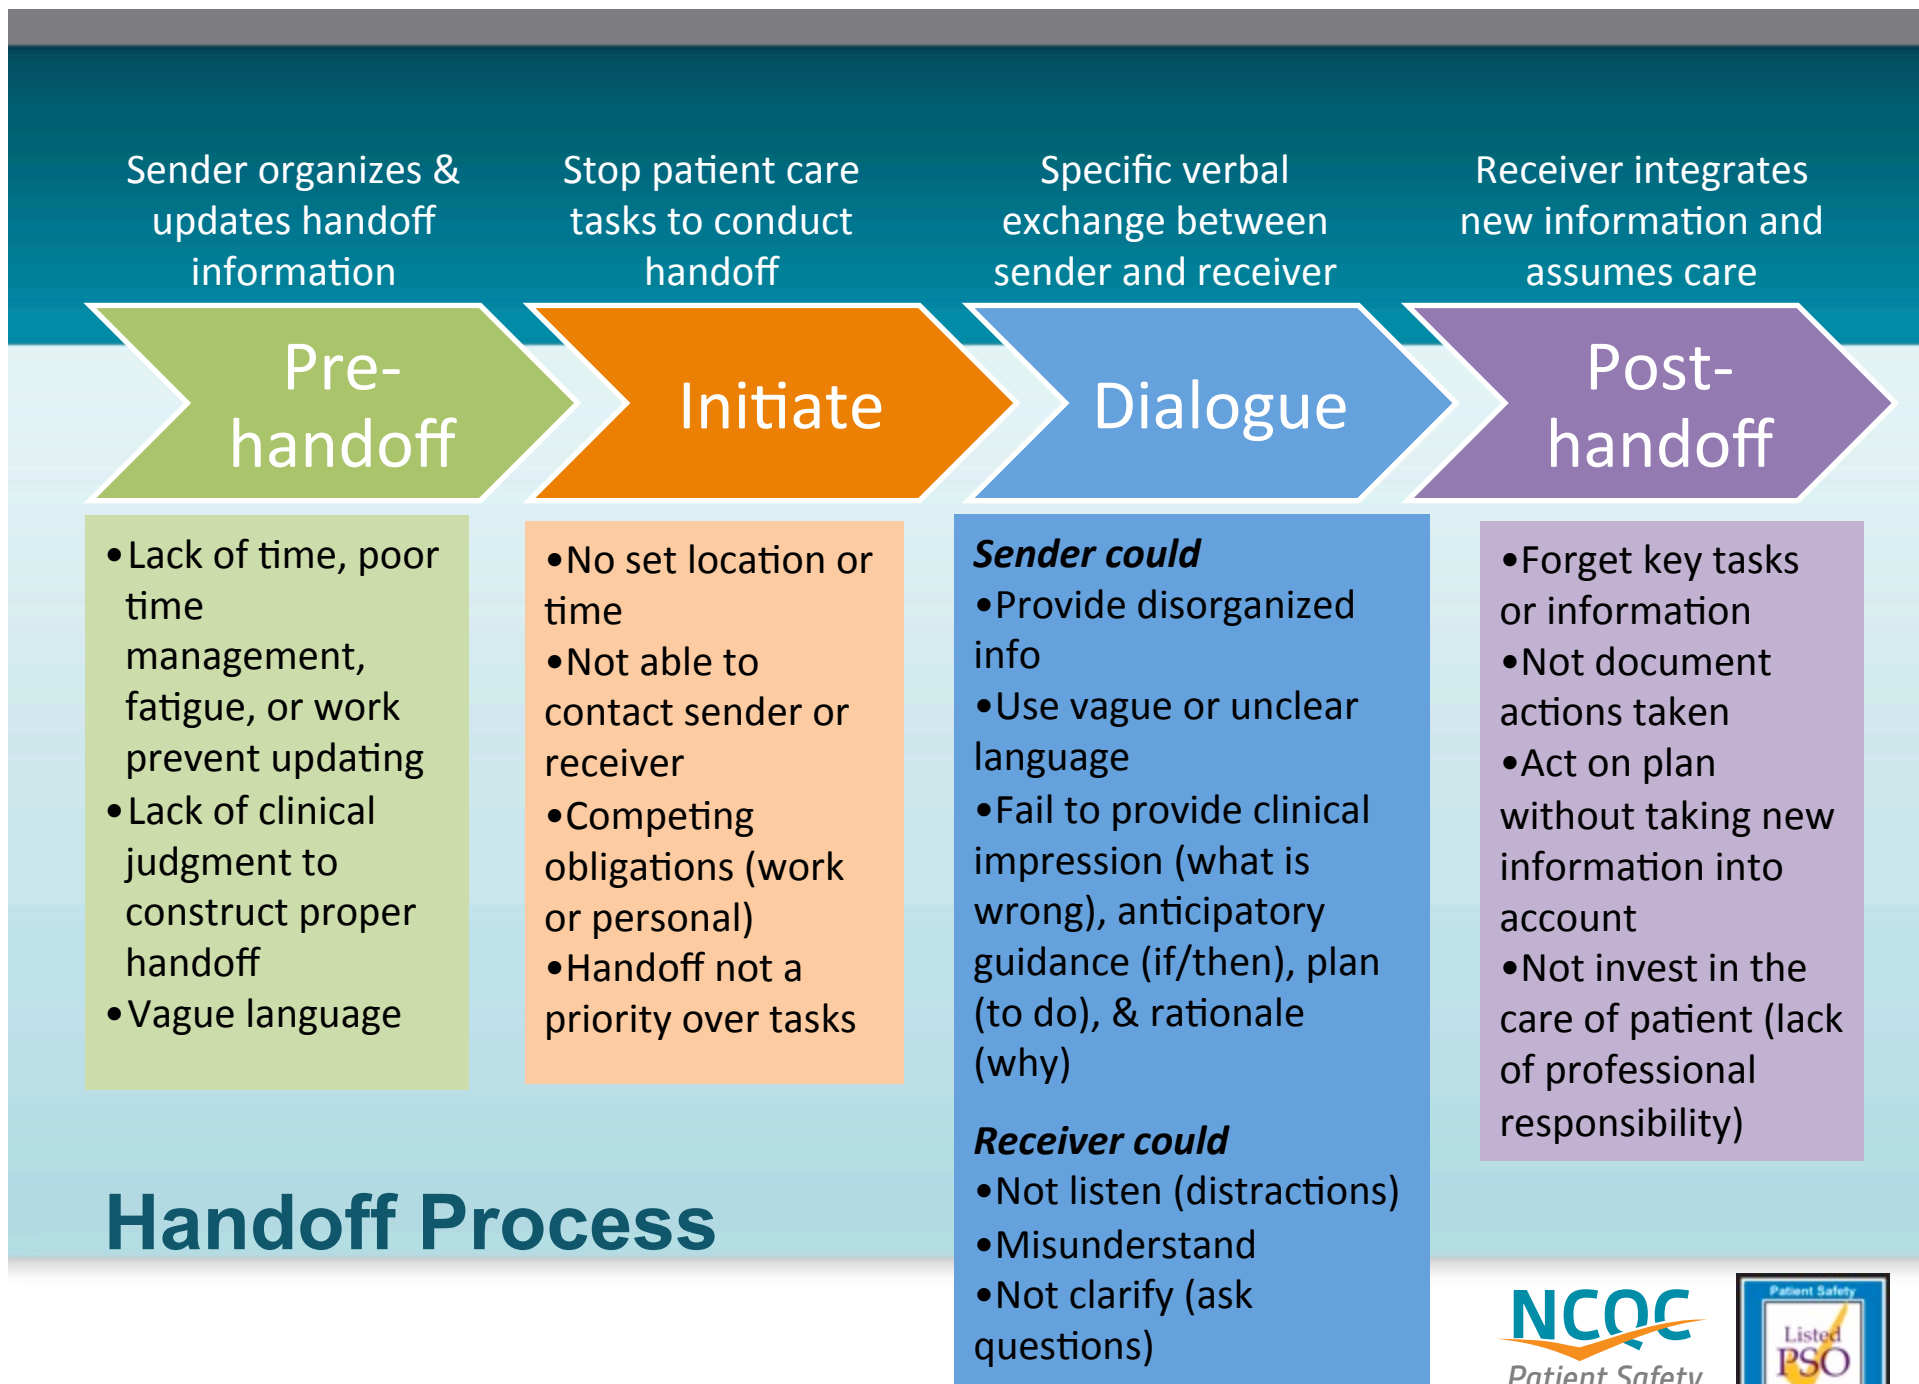 Sender organizes &
updates handoff
information
Stop patient care
tasks to conduct
handoff
Specific verbal
exchange between
sender and receiver
Receiver integrates
new information and
assumes care
Pre-
handoff
Initiate
Dialogue
Post-
handoff
•Lack of time, poor
time
management,
fatigue, or work
prevent updating
•Lack of clinical
judgment to
construct proper
handoff
•Vague language
•No set location or
time
•Not able to
contact sender or
receiver
•Competing
obligations (work
or personal)
•Handoff not a
priority over tasks
Sender could
•Provide disorganized
info
•Use vague or unclear
language
•Fail to provide clinical
impression (what is
wrong), anticipatory
guidance (if/then), plan
(to do), & rationale
(why)
Receiver could
•Not listen (distractions)
•Misunderstand
•Not clarify (ask
questions)
•Forget key tasks
or information
•Not document
actions taken
•Act on plan
without taking new
information into
account
•Not invest in the
care of patient (lack
of professional
responsibility)
Handoff Process
NCQC
Patient Safety
Patient Safety
Listed
PSO